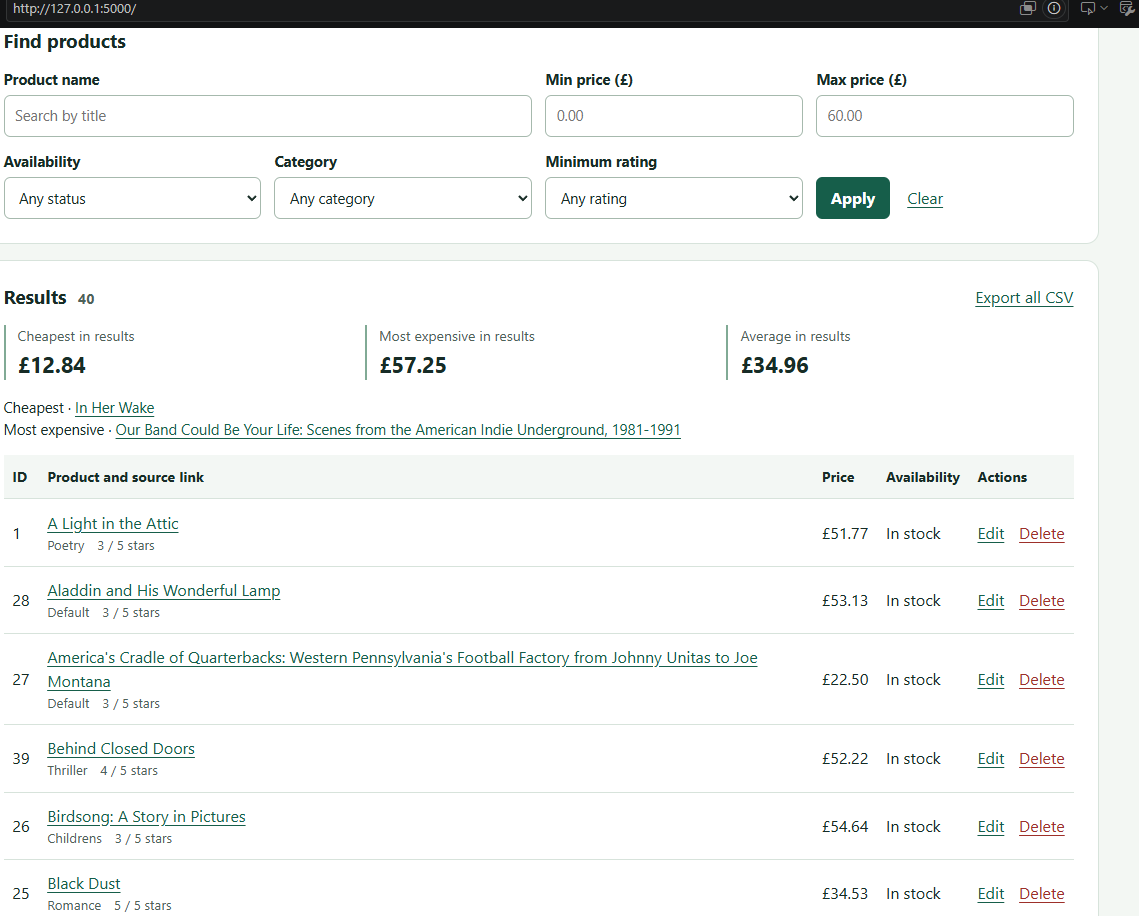 http://127.0.0.1:5000/
Find products
Product name
Min price (£)
Max price (£)
Search by title
0.00
60.00
Availability
Category
Minimum rating
Any status
Any category
Any rating
Apply
Clear
Results 40
Export all CSV
Cheapest in results
Most expensive in results
Average in results
£12.84
£57.25
£34.96
Cheapest · In Her Wake
Most expensive · Our Band Could Be Your Life: Scenes from the American Indie Underground, 1981-1991
ID Product and source link Price Availability Actions
A Light in the Attic
1 £51.77 In stock Edit Delete
Poetry 3 / 5 stars
Aladdin and His Wonderful Lamp
28 £53.13 In stock Edit Delete
Default 3 / 5 stars
America's Cradle of Quarterbacks: Western Pennsylvania's Football Factory from Johnny Unitas to Joe
27 Montana £22.50 In stock Edit Delete
Default 3 / 5 stars
Behind Closed Doors
39 £52.22 In stock Edit Delete
Thriller 4 / 5 stars
Birdsong: A Story in Pictures
26 £54.64 In stock Edit Delete
Childrens 3 / 5 stars
Black Dust
25 £34.53 In stock Edit Delete
Romance 5 / 5 stars